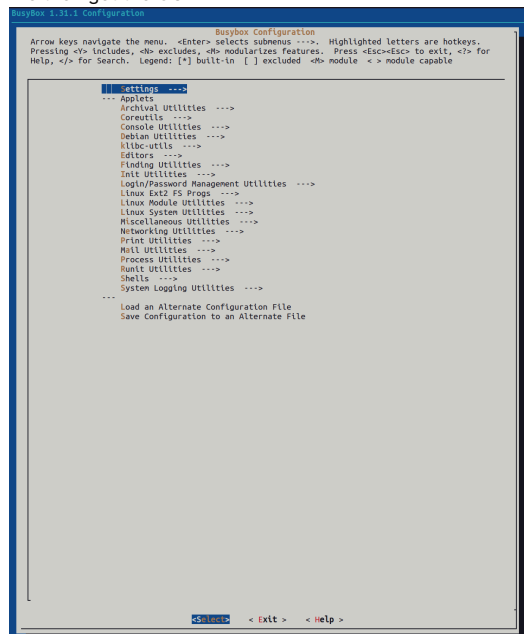 BusyBox 1.31.1 Configuration
Busybox Configuration
Arrow keys navigate the menu. <Enter> selects submenus --->. Highlighted letters are hotkeys.
Pressing <Y> includes, <N> excludes, <M> modularizes features. Press <Esc><Esc> to exit, <?> for
Help, </> for Search. Legend: [*] built-in [ ] excluded <M> module < > module capable
Settings --->
--- Applets
Archival Utilities --->
Coreutils --->
Console Utilities --->
Debian Utilities --->
klibc-utils --->
Editors --->
Finding Utilities --->
Init Utilities --->
Login/Password Management Utilities --->
Linux Ext2 FS Progs --->
Linux Module Utilities --->
Linux System Utilities --->
Miscellaneous Utilities --->
Networking Utilities --->
Print Utilities --->
Mail Utilities --->
Process Utilities --->
Runit Utilities --->
Shells --->
System Logging Utilities --->
---
Load an Alternate Configuration File
Save Configuration to an Alternate File
<Select> < Exit > < Help >